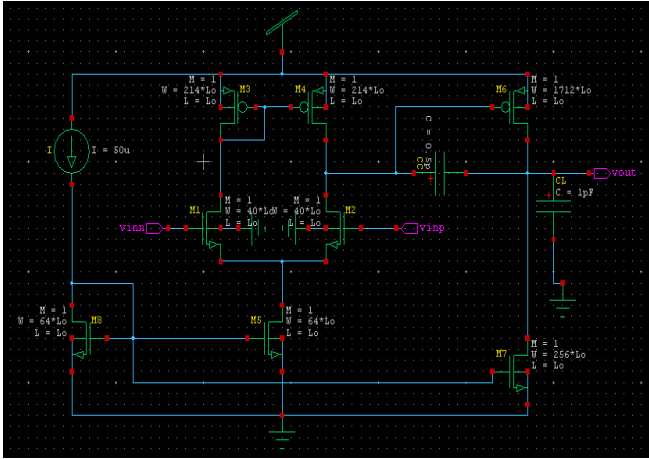 M = 1
W = 214*Lo
L = Lo
M3
M4
M = 1
W = 214*Lo
L = Lo
M6
M = 1
W = 1712*Lo
L = Lo
I
I = 50u
C = 0.5p
CC
CL
C = 1pF
vout
M1
M = 1
W = 40*Lo
L = Lo
M = 1
W = 40*Lo
L = Lo
M2
vinn
vinp
M = 1
W = 64*Lo
L = Lo
M8
M5
M = 1
W = 64*Lo
L = Lo
M7
M = 1
W = 256*Lo
L = Lo